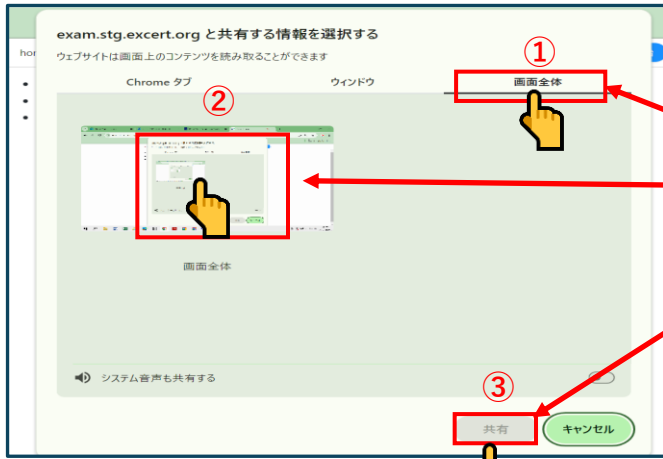 exam.stg.excert.org と共有する情報を選択する
ウェブサイトは画面上のコンテンツを読み取ることができます
①
Chrome タブ
ウィンドウ
画面全体
②
画面全体
システム音声も共有する
③
共有
キャンセル